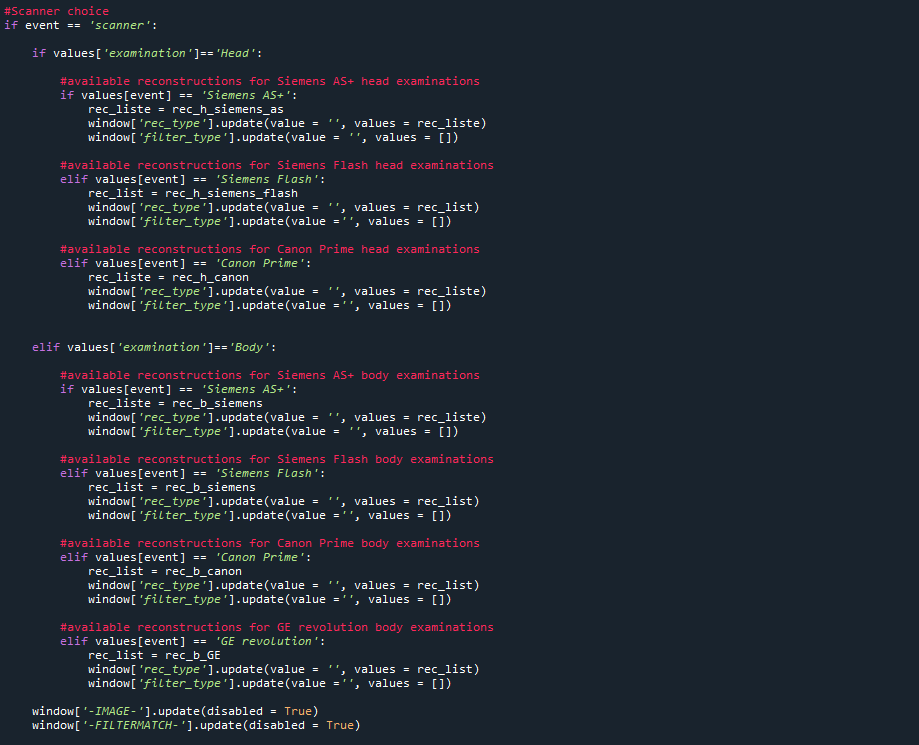 #Scanner choice
if event == 'scanner':
if values['examination']=='Head':
#available reconstructions for Siemens AS+ head examinations
if values[event] == 'Siemens AS+':
rec_liste = rec_h_siemens_as
window['rec_type'].update(value = '', values = rec_liste)
window['filter_type'].update(value = '', values = [])
#available reconstructions for Siemens Flash head examinations
elif values[event] == 'Siemens Flash':
rec_list = rec_h_siemens_flash
window['rec_type'].update(value = '', values = rec_list)
window['filter_type'].update(value ='', values = [])
#available reconstructions for Canon Prime head examinations
elif values[event] == 'Canon Prime':
rec_liste = rec_h_canon
window['rec_type'].update(value = '', values = rec_liste)
window['filter_type'].update(value ='', values = [])
elif values['examination']=='Body':
#available reconstructions for Siemens AS+ body examinations
if values[event] == 'Siemens AS+':
rec_liste = rec_b_siemens
window['rec_type'].update(value = '', values = rec_liste)
window['filter_type'].update(value = '', values = [])
#available reconstructions for Siemens Flash body examinations
elif values[event] == 'Siemens Flash':
rec_list = rec_b_siemens
window['rec_type'].update(value = '', values = rec_list)
window['filter_type'].update(value ='', values = [])
#available reconstructions for Canon Prime body examinations
elif values[event] == 'Canon Prime':
rec_list = rec_b_canon
window['rec_type'].update(value = '', values = rec_list)
window['filter_type'].update(value ='', values = [])
#available reconstructions for GE revolution body examinations
elif values[event] == 'GE revolution':
rec_list = rec_b_GE
window['rec_type'].update(value = '', values = rec_list)
window['filter_type'].update(value ='', values = [])
window['-IMAGE-'].update(disabled = True)
window['-FILTERMATCH-'].update(disabled = True)